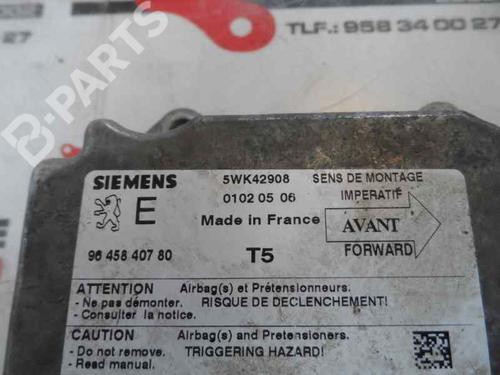 TLF.: 958 34 00 27
27
B-PARTS
SIEMENS 5WK42908 SENS DE MONTAGE
E 0102 05 06 IMPERATIF
Made in France AVANT
96 458 407 80 T5 FORWARD
ATTENTION Airbag(s) et Prétensionneurs.
- Ne pas démonter. RISQUE DE DECLENCHEMENT!
- Consulter la notice.
CAUTION Airbag(s) and Pretensioners.
- Do not remove. TRIGGERING HAZARD!
- Read manual.